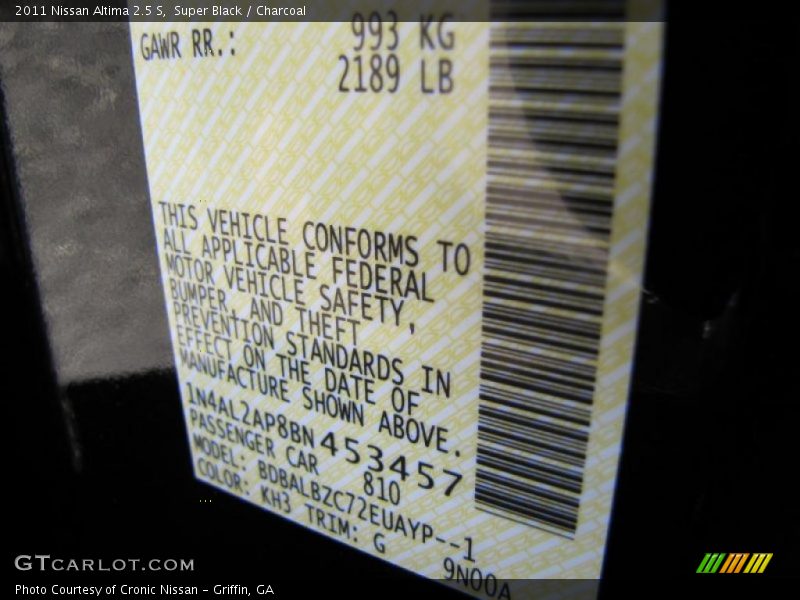 2011 Nissan Altima 2.5 S, Super Black / Charcoal
GAWR RR.: 993 KG
2189 LB
THIS VEHICLE CONFORMS TO
ALL APPLICABLE FEDERAL
MOTOR VEHICLE SAFETY,
BUMPER, AND THEFT
PREVENTION STANDARDS IN
EFFECT ON THE DATE OF
MANUFACTURE SHOWN ABOVE.
1N4AL2AP8BN453457
PASSENGER CAR 810
MODEL: BDBALBZC72EUAYP--1
COLOR: KH3 TRIM: G 9N00A
GTCARLOT.COM
Photo Courtesy of Cronic Nissan – Griffin, GA